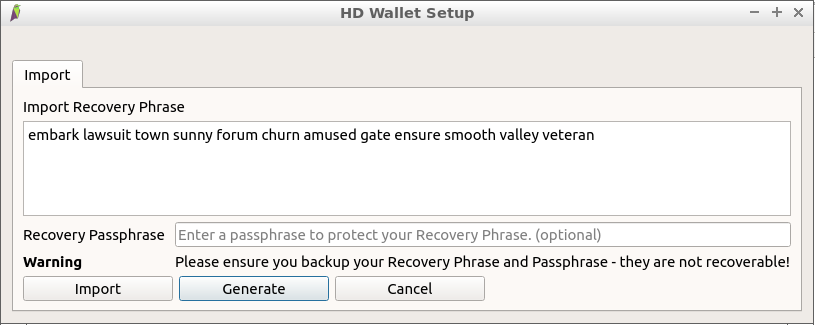 HD Wallet Setup
Import
Import Recovery Phrase
embark lawsuit town sunny forum churn amused gate ensure smooth valley veteran
Recovery Passphrase Enter a passphrase to protect your Recovery Phrase. (optional)
Warning Please ensure you backup your Recovery Phrase and Passphrase - they are not recoverable!
Import Generate Cancel